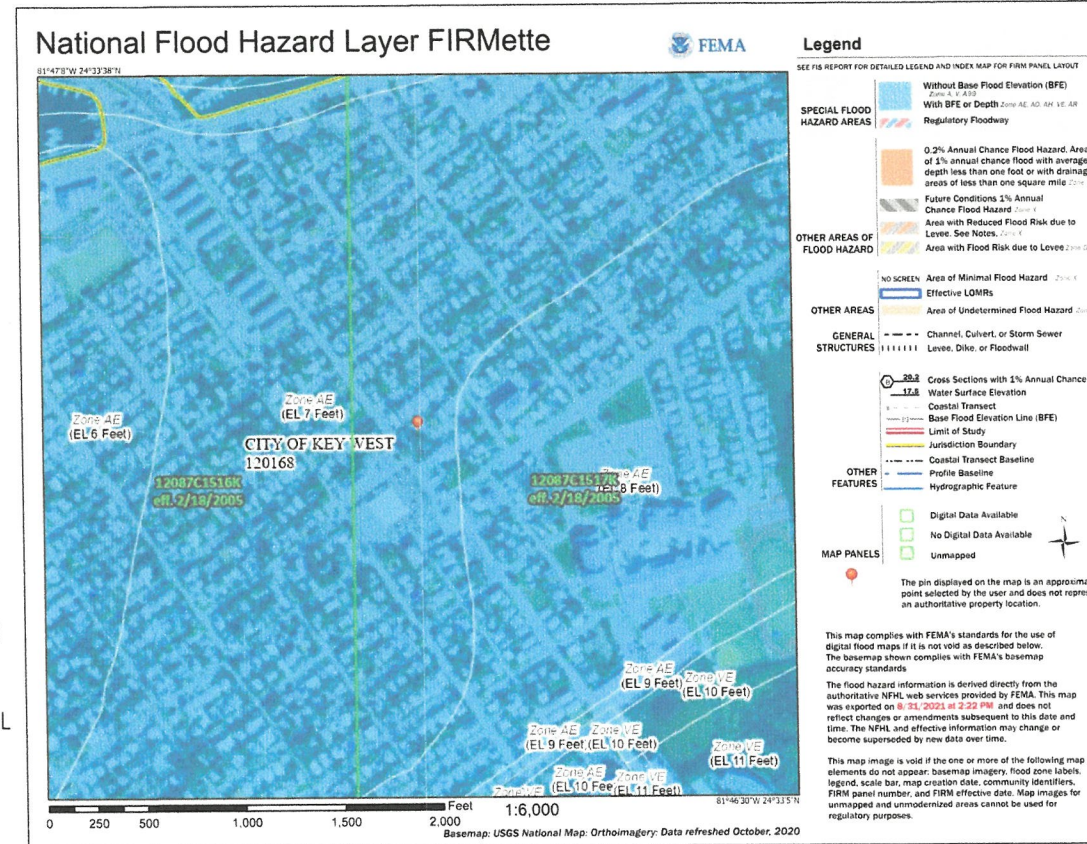 National Flood Hazard Layer FIRMette
FEMA
Legend
SEE FIS REPORT FOR DETAILED LEGEND AND INDEX MAP FOR FIRM PANEL LAYOUT
81°47'8"W 24°33'38"N
SPECIAL FLOOD
HAZARD AREAS
Without Base Flood Elevation (BFE)
Zone A, V, A99
With BFE or Depth Zone AE, AO, AH, VE, AR
Regulatory Floodway
0.2% Annual Chance Flood Hazard, Area
of 1% annual chance flood with average
depth less than one foot or with drainag
areas of less than one square mile Zone
Future Conditions 1% Annual
Chance Flood Hazard Zone X
OTHER AREAS OF
FLOOD HAZARD
Area with Reduced Flood Risk due to
Levee. See Notes. Zone X
Area with Flood Risk due to Levee Zone D
OTHER AREAS
NO SCREEN Area of Minimal Flood Hazard Zone X
Effective LOMRs
Area of Undetermined Flood Hazard
GENERAL
STRUCTURES
Channel, Culvert, or Storm Sewer
Levee, Dike, or Floodwall
B 20.2 Cross Sections with 1% Annual Chance
17.5 Water Surface Elevation
Coastal Transect
Base Flood Elevation Line (BFE)
Limit of Study
Jurisdiction Boundary
Coastal Transect Baseline
OTHER
FEATURES
Profile Baseline
Hydrographic Feature
MAP PANELS
Digital Data Available
No Digital Data Available
Unmapped
N
The pin displayed on the map is an approxima
point selected by the user and does not repres
an authoritative property location.
This map complies with FEMA's standards for the use of
digital flood maps if it is not void as described below.
The basemap shown complies with FEMA's basemap
accuracy standards
The flood hazard information is derived directly from the
authoritative NFHL web services provided by FEMA. This map
was exported on 8/31/2021 at 2:22 PM and does not
reflect changes or amendments subsequent to this date and
time. The NFHL and effective information may change or
become superseded by new data over time.
This map image is void if the one or more of the following map
elements do not appear: basemap imagery, flood zone labels,
legend, scale bar, map creation date, community identifiers,
FIRM panel number, and FIRM effective date. Map images for
unmapped and unmodernized areas cannot be used for
regulatory purposes.
Zone AE
(EL 6 Feet)
Zone AE
(EL 7 Feet)
CITY OF KEY WEST
120168
12087C1516K
eff. 2/18/2005
12087C1517K
eff. 2/18/2005
Zone AE
(EL 8 Feet)
Zone AE
(EL 9 Feet)
Zone VE
(EL 10 Feet)
Zone AE
(EL 9 Feet)
Zone VE
(EL 10 Feet)
Zone VE
(EL 11 Feet)
Zone AE
(EL 10 Fee
Zone VE
(EL 11 Feet)
Zone VE
L
81°46'30"W 24°33'5"N
Feet
1:6,000
0 250 500 1,000 1,500 2,000
Basemap: USGS National Map: Orthoimagery: Data refreshed October, 2020